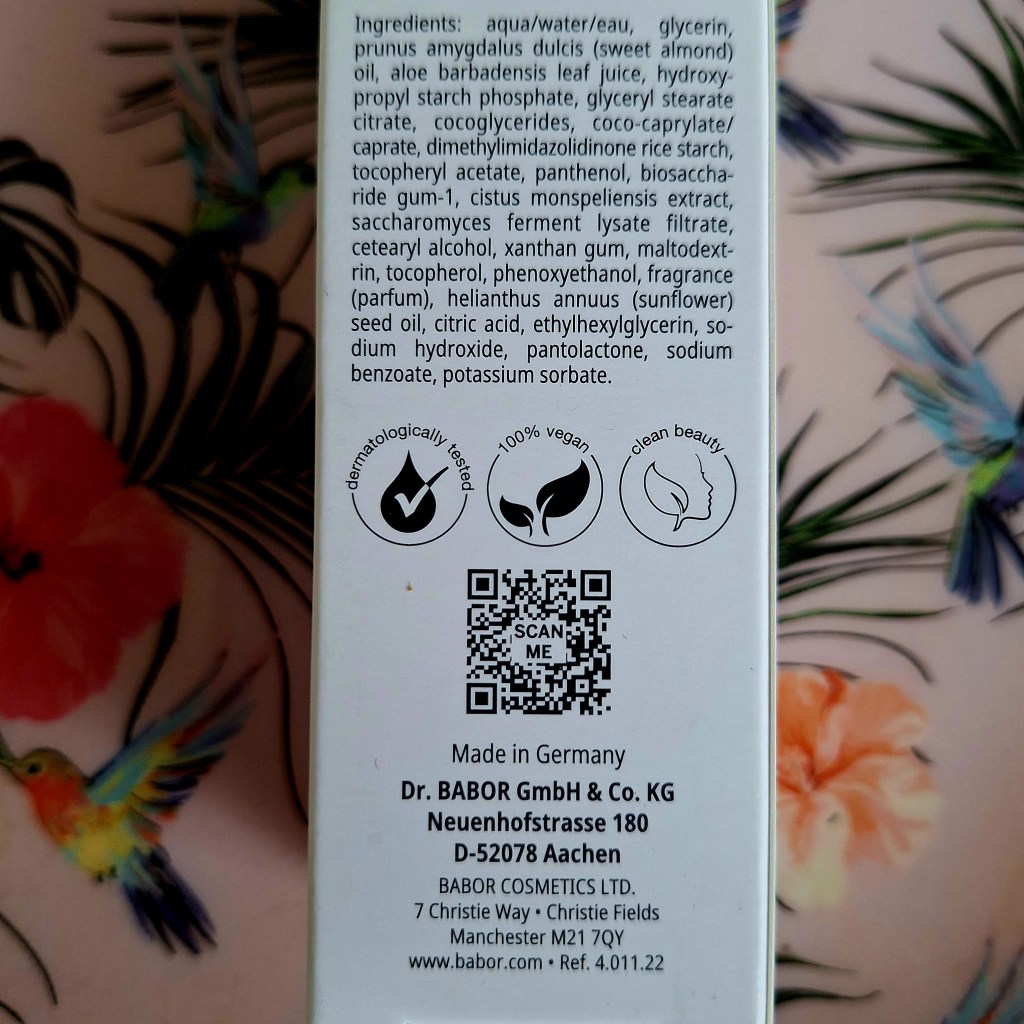 Ingredients: aqua/water/eau, glycerin,
prunus amygdalus dulcis (sweet almond)
oil, aloe barbadensis leaf juice, hydroxy-
propyl starch phosphate, glyceryl stearate
citrate, cocoglycerides, coco-caprylate/
caprate, dimethylimidazolidinone rice starch,
tocopheryl acetate, panthenol, biosaccha-
ride gum-1, cistus monspeliensis extract,
saccharomyces ferment lysate filtrate,
cetearyl alcohol, xanthan gum, maltodext-
rin, tocopherol, phenoxyethanol, fragrance
(parfum), helianthus annuus (sunflower)
seed oil, citric acid, ethylhexylglycerin, so-
dium hydroxide, pantolactone, sodium
benzoate, potassium sorbate.
dermatologically tested
100% vegan
clean beauty
SCAN
ME
Made in Germany
Dr. BABOR GmbH & Co. KG
Neuenhofstrasse 180
D-52078 Aachen
BABOR COSMETICS LTD.
7 Christie Way • Christie Fields
Manchester M21 7QY
www.babor.com • Ref. 4.011.22